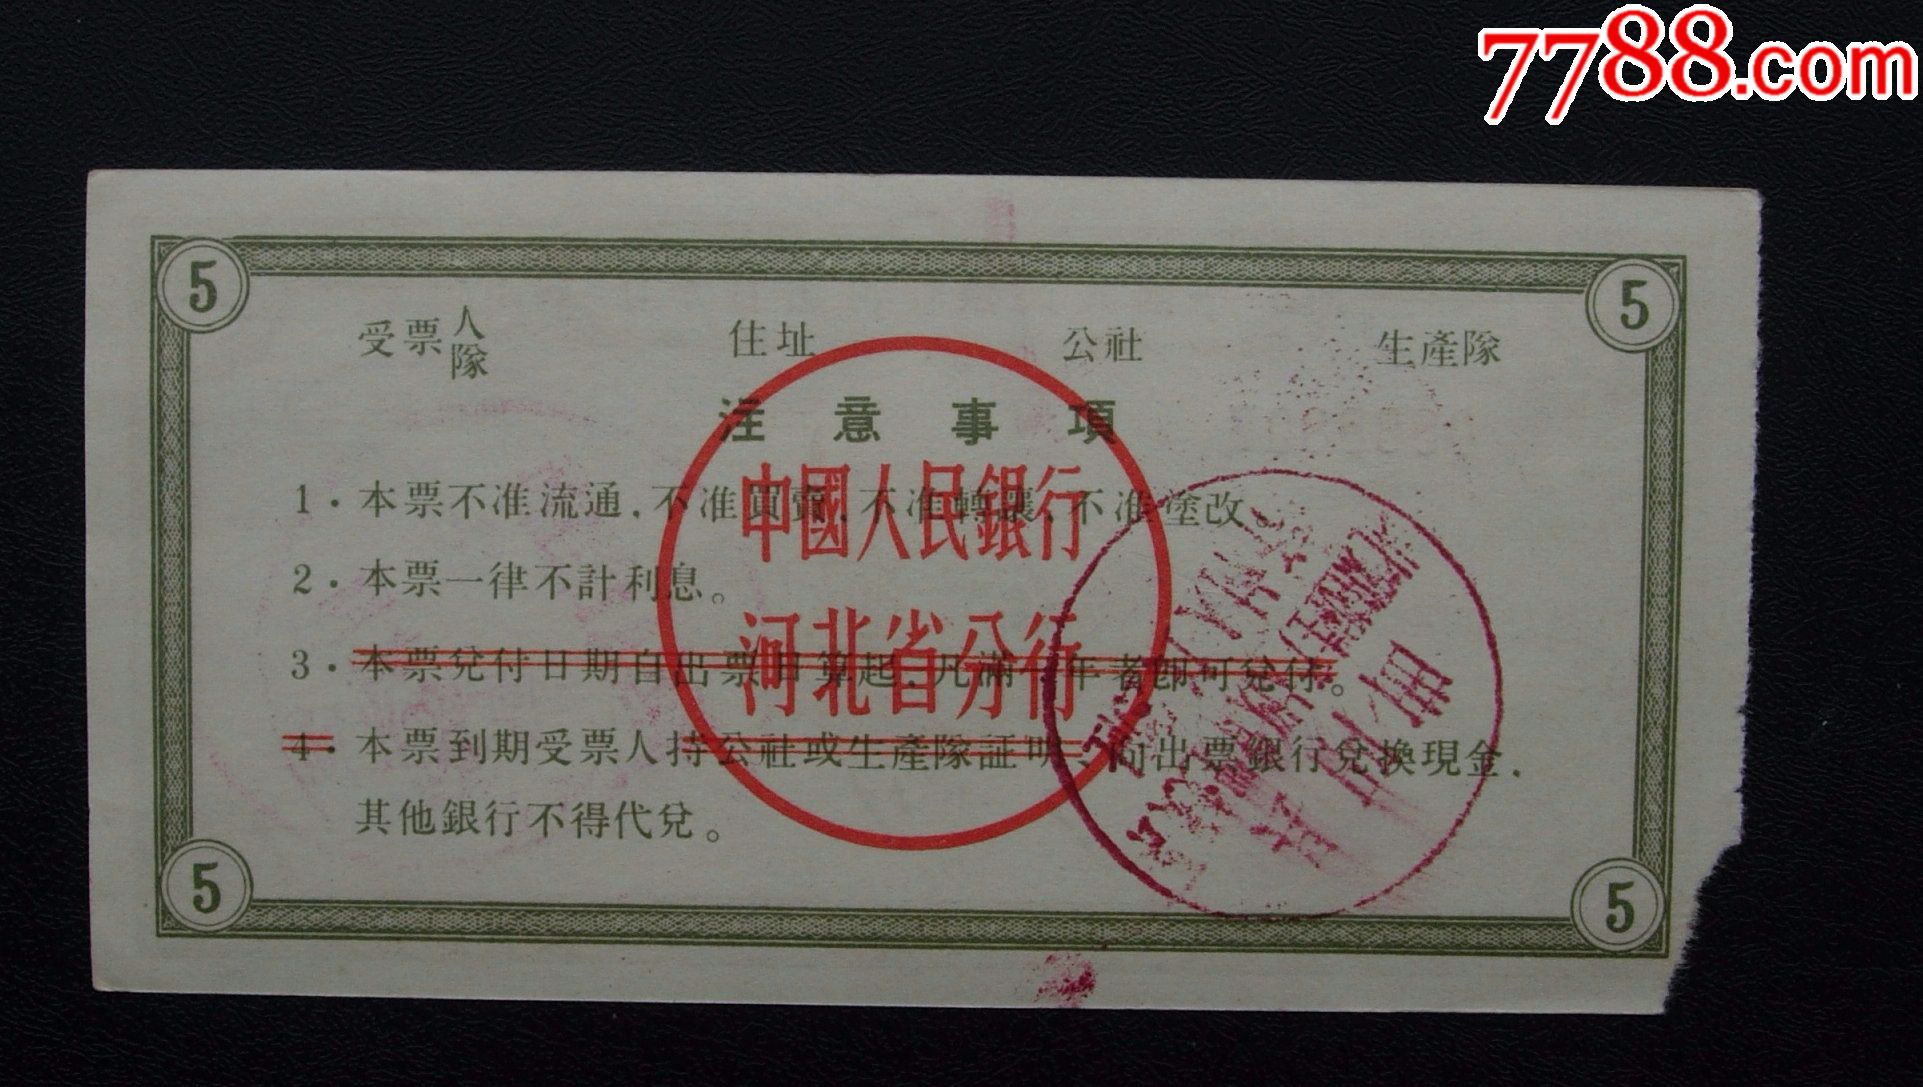 7788.com
5
5
受票人隊 住址 公社 生產隊
注意事項
1.本票不准流通,不准買賣,不准轉讓,不准塗改。
2.本票一律不計利息。
3.本票兌付日期自出票日算起,凡滿一年者即可兌付。
4.本票到期受票人持公社或生產隊証明、向出票銀行兌換現金.
其他銀行不得代兌。
中國人民銀行
河北省分行
5
5